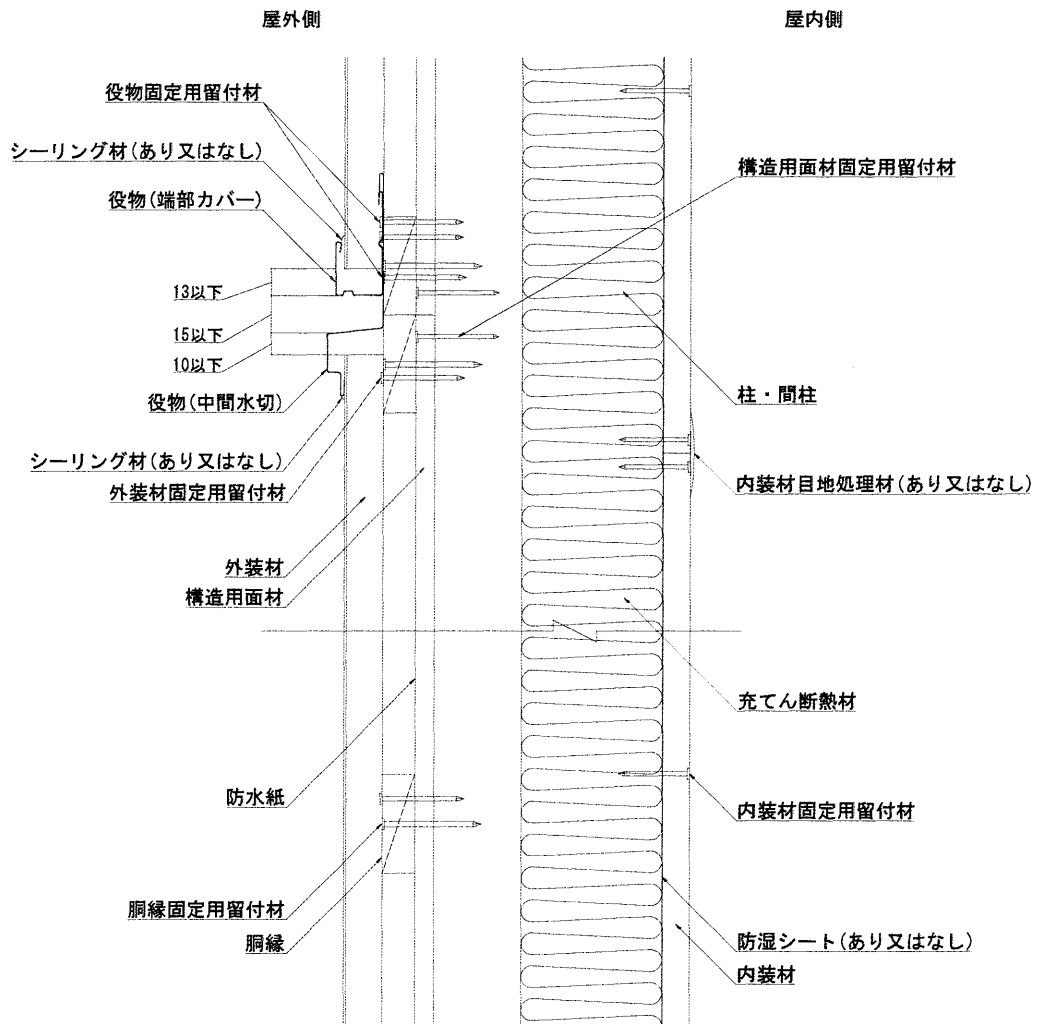 屋外側
屋内側
役物固定用留付材
シーリング材(あり又はなし)
役物(端部カバー)
13以下
15以下
10以下
役物(中間水切)
シーリング材(あり又はなし)
外装材固定用留付材
外装材
構造用面材
防水紙
胴縁固定用留付材
胴縁
構造用面材固定用留付材
柱・間柱
内装材目地処理材(あり又はなし)
充てん断熱材
内装材固定用留付材
防湿シート(あり又はなし)
内装材